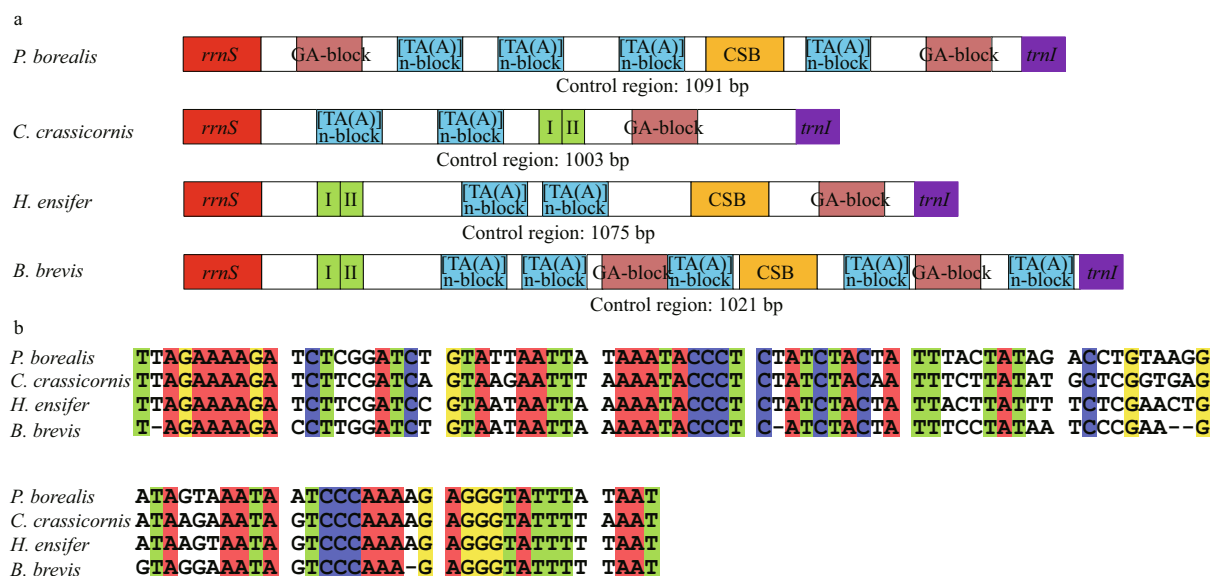 a
P. borealis rrnS GA-block [TA(A)]n-block [TA(A)]n-block [TA(A)]n-block CSB [TA(A)]n-block GA-block trnI
Control region: 1091 bp
C. crassicornis rrnS [TA(A)]n-block [TA(A)]n-block I II GA-block trnI
Control region: 1003 bp
H. ensifer rrnS I II [TA(A)]n-block [TA(A)]n-block CSB GA-block trnI
Control region: 1075 bp
B. brevis rrnS I II [TA(A)]n-block [TA(A)]n-block GA-block [TA(A)]n-block CSB [TA(A)]n-block GA-block [TA(A)]n-block trnI
Control region: 1021 bp
b
P. borealis TTAGAAAAGA TCTCGGATCT GTATTAATTA TAAATACCCT CTATCTACTA TTTACTATAG ACCTGTAAGG
C. crassicornis TTAGAAAAGA TCTTCGATCA GTAAGAATTT AAAATACCCT CTATCTACAA TTTCTTATAT GCTCGGTGAG
H. ensifer TTAGAAAAGA TCTTCGATCC GTAATAATTA AAAATACCCT CTATCTACTA TTACTTATTT TCTCGAACTG
B. brevis T-AGAAAAGA CCTTGGATCT GTAATAATTA AAAATACCCT C-ATCTACTA TTTCCTATAA TCCCGAA--G
P. borealis ATAGTAAATA ATCCCAAAAG AGGGTATTTA TAAT
C. crassicornis ATAAGAAATA GTCCCAAAAG AGGGTATTTT AAAT
H. ensifer ATAAGTAATA GTCCCAAAAG AGGGTATTTT TAAT
B. brevis GTAGGAAATA GTCCCAAA-G AGGGTATTTT TAAT